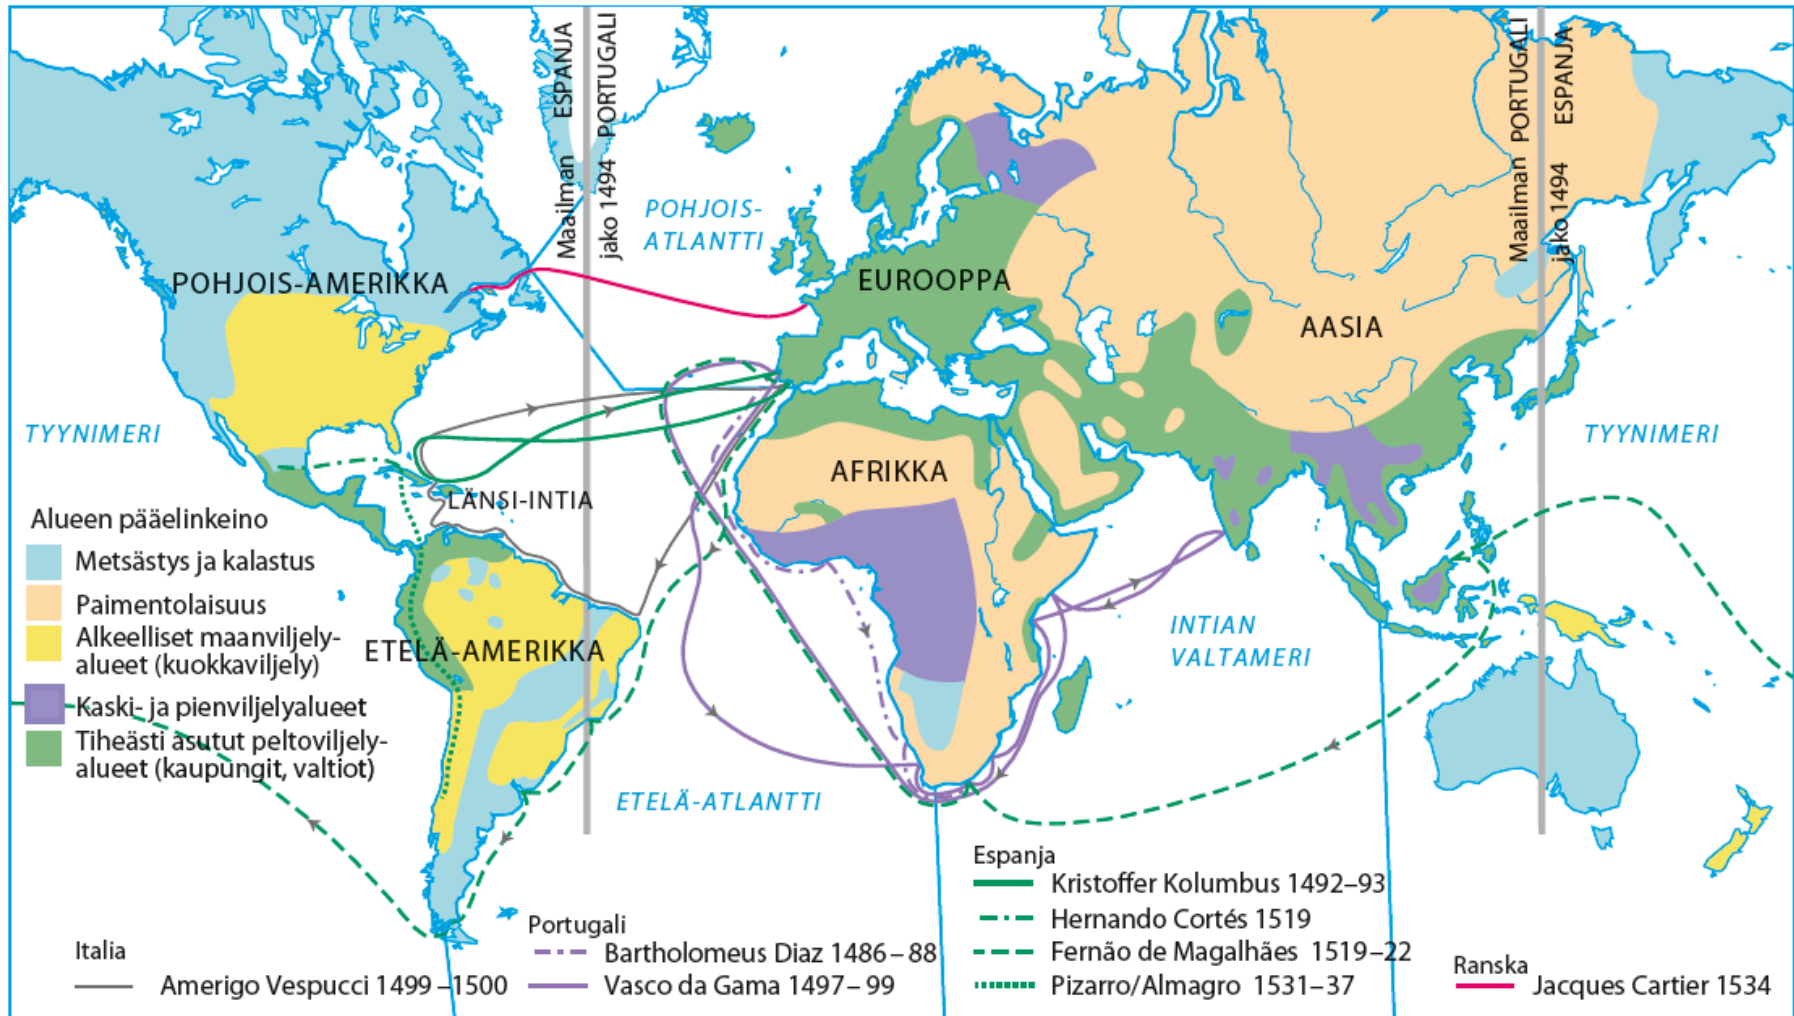 Maailman ESPANJA
jako 1494 PORTUGALI
Maailman PORTUGALI
jako 1494 ESPANJA
POHJOIS-
ATLANTTI
POHJOIS-AMERIKKA
EUROOPPA
AASIA
TYYNIMERI
TYYNIMERI
AFRIKKA
LÄNSI-INTIA
ETELÄ-AMERIKKA
INTIAN
VALTAMERI
ETELÄ-ATLANTTI
Alueen pääelinkeino
Metsästys ja kalastus
Paimentolaisuus
Alkeelliset maanviljely-
alueet (kuokkaviljely)
Kaski- ja pienviljelyalueet
Tiheästi asutut peltoviljely-
alueet (kaupungit, valtiot)
Italia
Amerigo Vespucci 1499–1500
Portugali
Bartholomeus Diaz 1486–88
Vasco da Gama 1497–99
Espanja
Kristoffer Kolumbus 1492–93
Hernando Cortés 1519
Fernão de Magalhães 1519–22
Pizarro/Almagro 1531–37
Ranska
Jacques Cartier 1534